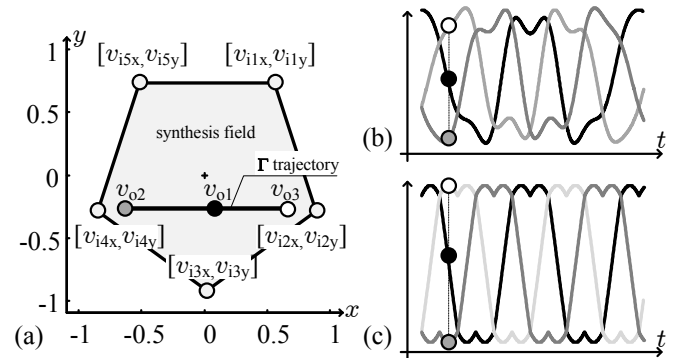 y
1
[v_i5x,v_i5y] [v_i1x,v_i1y]
0.5
synthesis field
0
Γ trajectory
v_o2 v_o1 v_o3
-0.5
[v_i4x,v_i4y] [v_i2x,v_i2y]
[v_i3x,v_i3y]
-1
x
(a) -1 -0.5 0 0.5 1
(b) t
(c) t